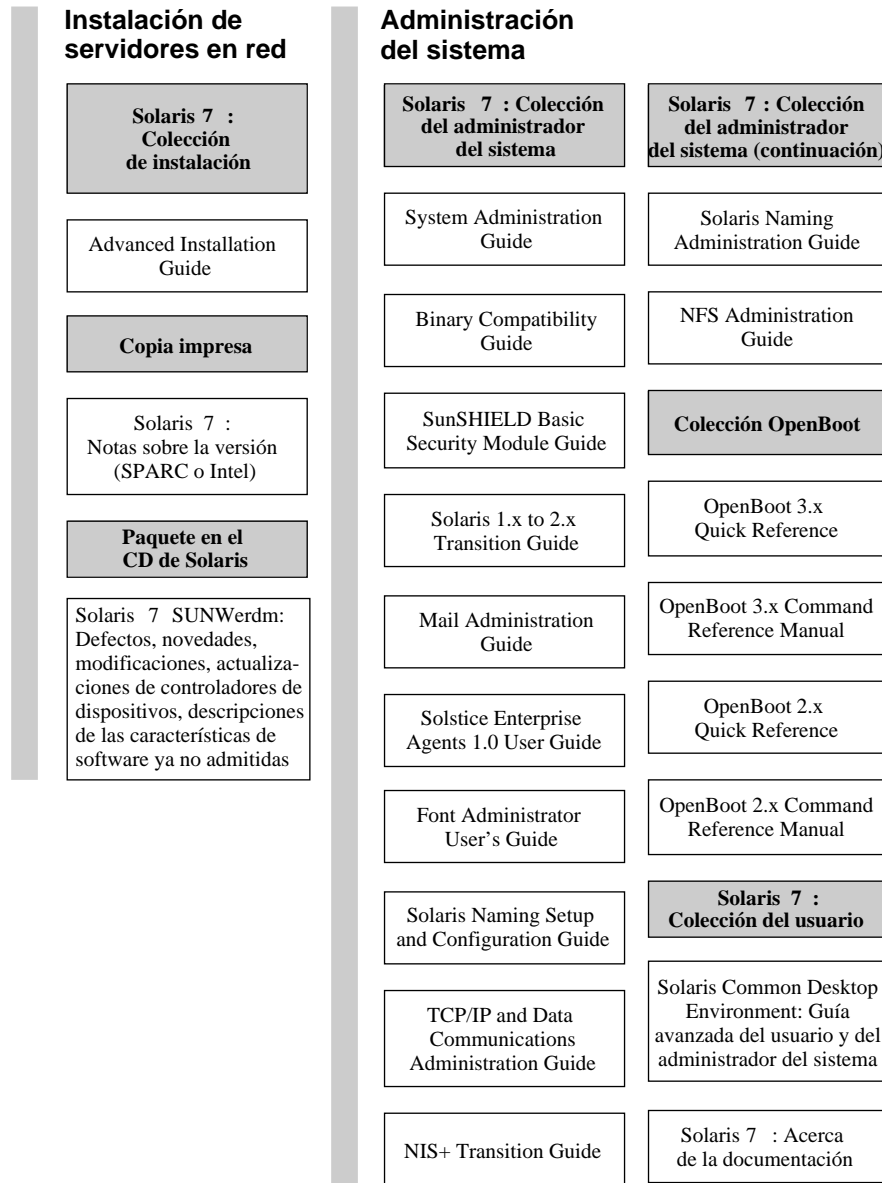 Instalación de
servidores en red
Solaris 7 :
Colección
de instalación
Advanced Installation
Guide
Copia impresa
Solaris 7 :
Notas sobre la versión
(SPARC o Intel)
Paquete en el
CD de Solaris
Solaris 7 SUNWerdm:
Defectos, novedades,
modificaciones, actualiza-
ciones de controladores de
dispositivos, descripciones
de las características de
software ya no admitidas
Administración
del sistema
Solaris 7 : Colección
del administrador
del sistema
System Administration
Guide
Binary Compatibility
Guide
SunSHIELD Basic
Security Module Guide
Solaris 1.x to 2.x
Transition Guide
Mail Administration
Guide
Solstice Enterprise
Agents 1.0 User Guide
Font Administrator
User's Guide
Solaris Naming Setup
and Configuration Guide
TCP/IP and Data
Communications
Administration Guide
NIS+ Transition Guide
Solaris 7 : Colección
del administrador
del sistema (continuación)
Solaris Naming
Administration Guide
NFS Administration
Guide
Colección OpenBoot
OpenBoot 3.x
Quick Reference
OpenBoot 3.x Command
Reference Manual
OpenBoot 2.x
Quick Reference
OpenBoot 2.x Command
Reference Manual
Solaris 7 :
Colección del usuario
Solaris Common Desktop
Environment: Guía
avanzada del usuario y del
administrador del sistema
Solaris 7 : Acerca
de la documentación